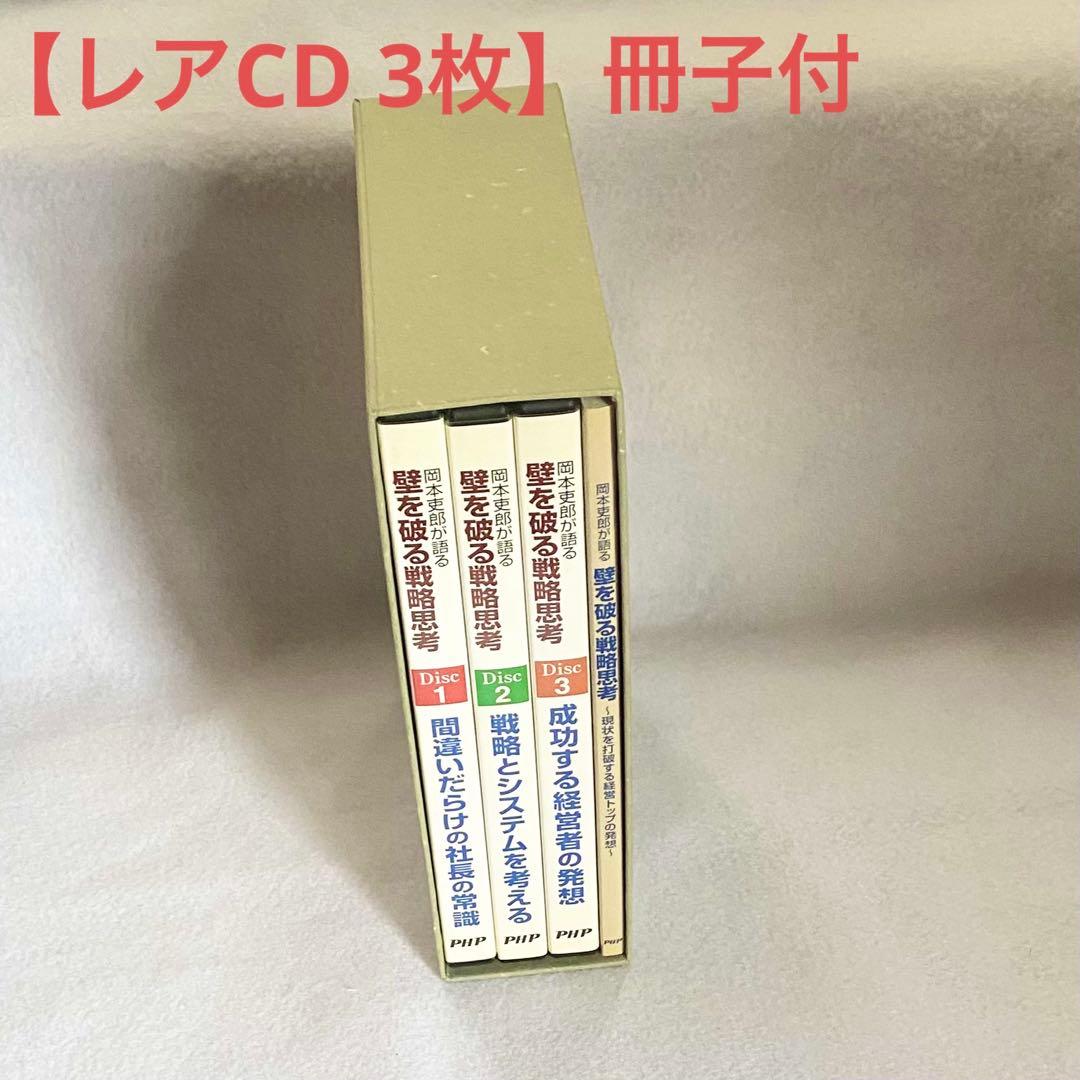 【レアCD 3枚】冊子付
岡本吏郎が語る
壁を破る戦略思考
Disc
1
間違いだらけの社長の常識
PHP
岡本吏郎が語る
壁を破る戦略思考
Disc
2
戦略とシステムを考える
PHP
岡本吏郎が語る
壁を破る戦略思考
Disc
3
成功する経営者の発想
PHP
岡本吏郎が語る
壁を破る戦略思考
～現状を打破する経営トップの発想～
PHP